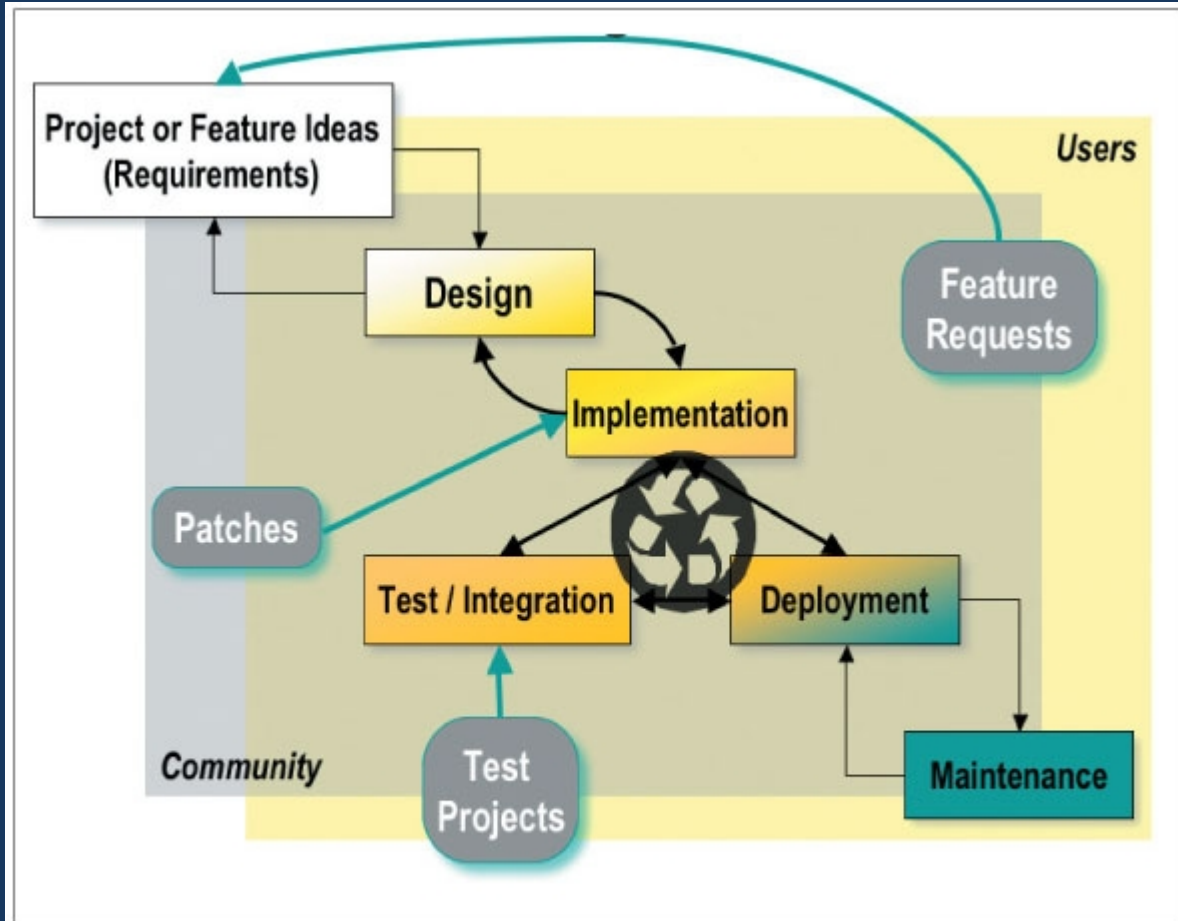 Project or Feature Ideas
(Requirements)
Users
Design
Feature
Requests
Implementation
Patches
Test / Integration
Deployment
Community
Test
Projects
Maintenance